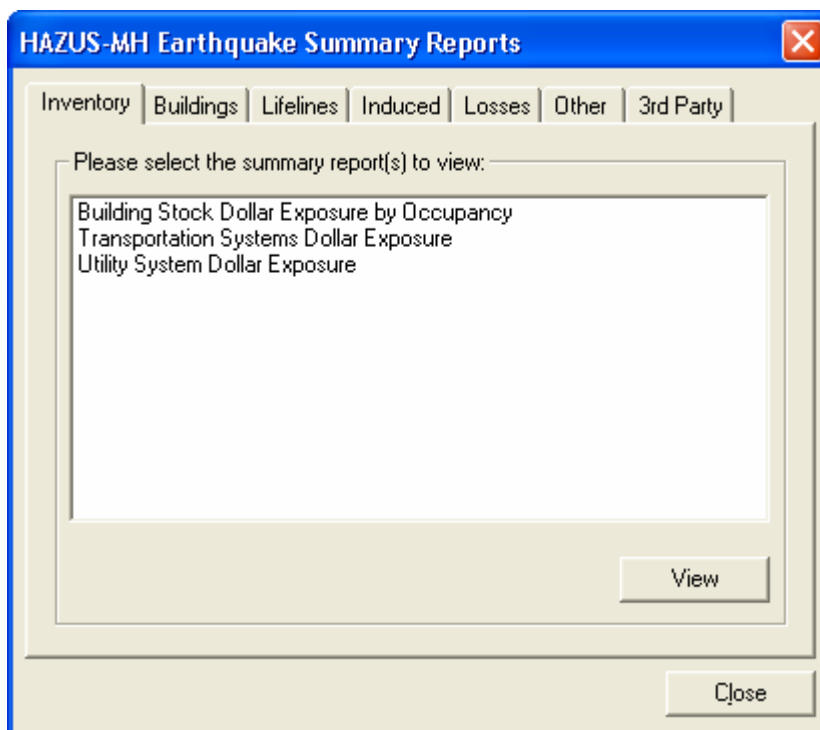 HAZUS-MH Earthquake Summary Reports
Inventory Buildings Lifelines Induced Losses Other 3rd Party
Please select the summary report(s) to view:
Building Stock Dollar Exposure by Occupancy
Transportation Systems Dollar Exposure
Utility System Dollar Exposure
View
Close